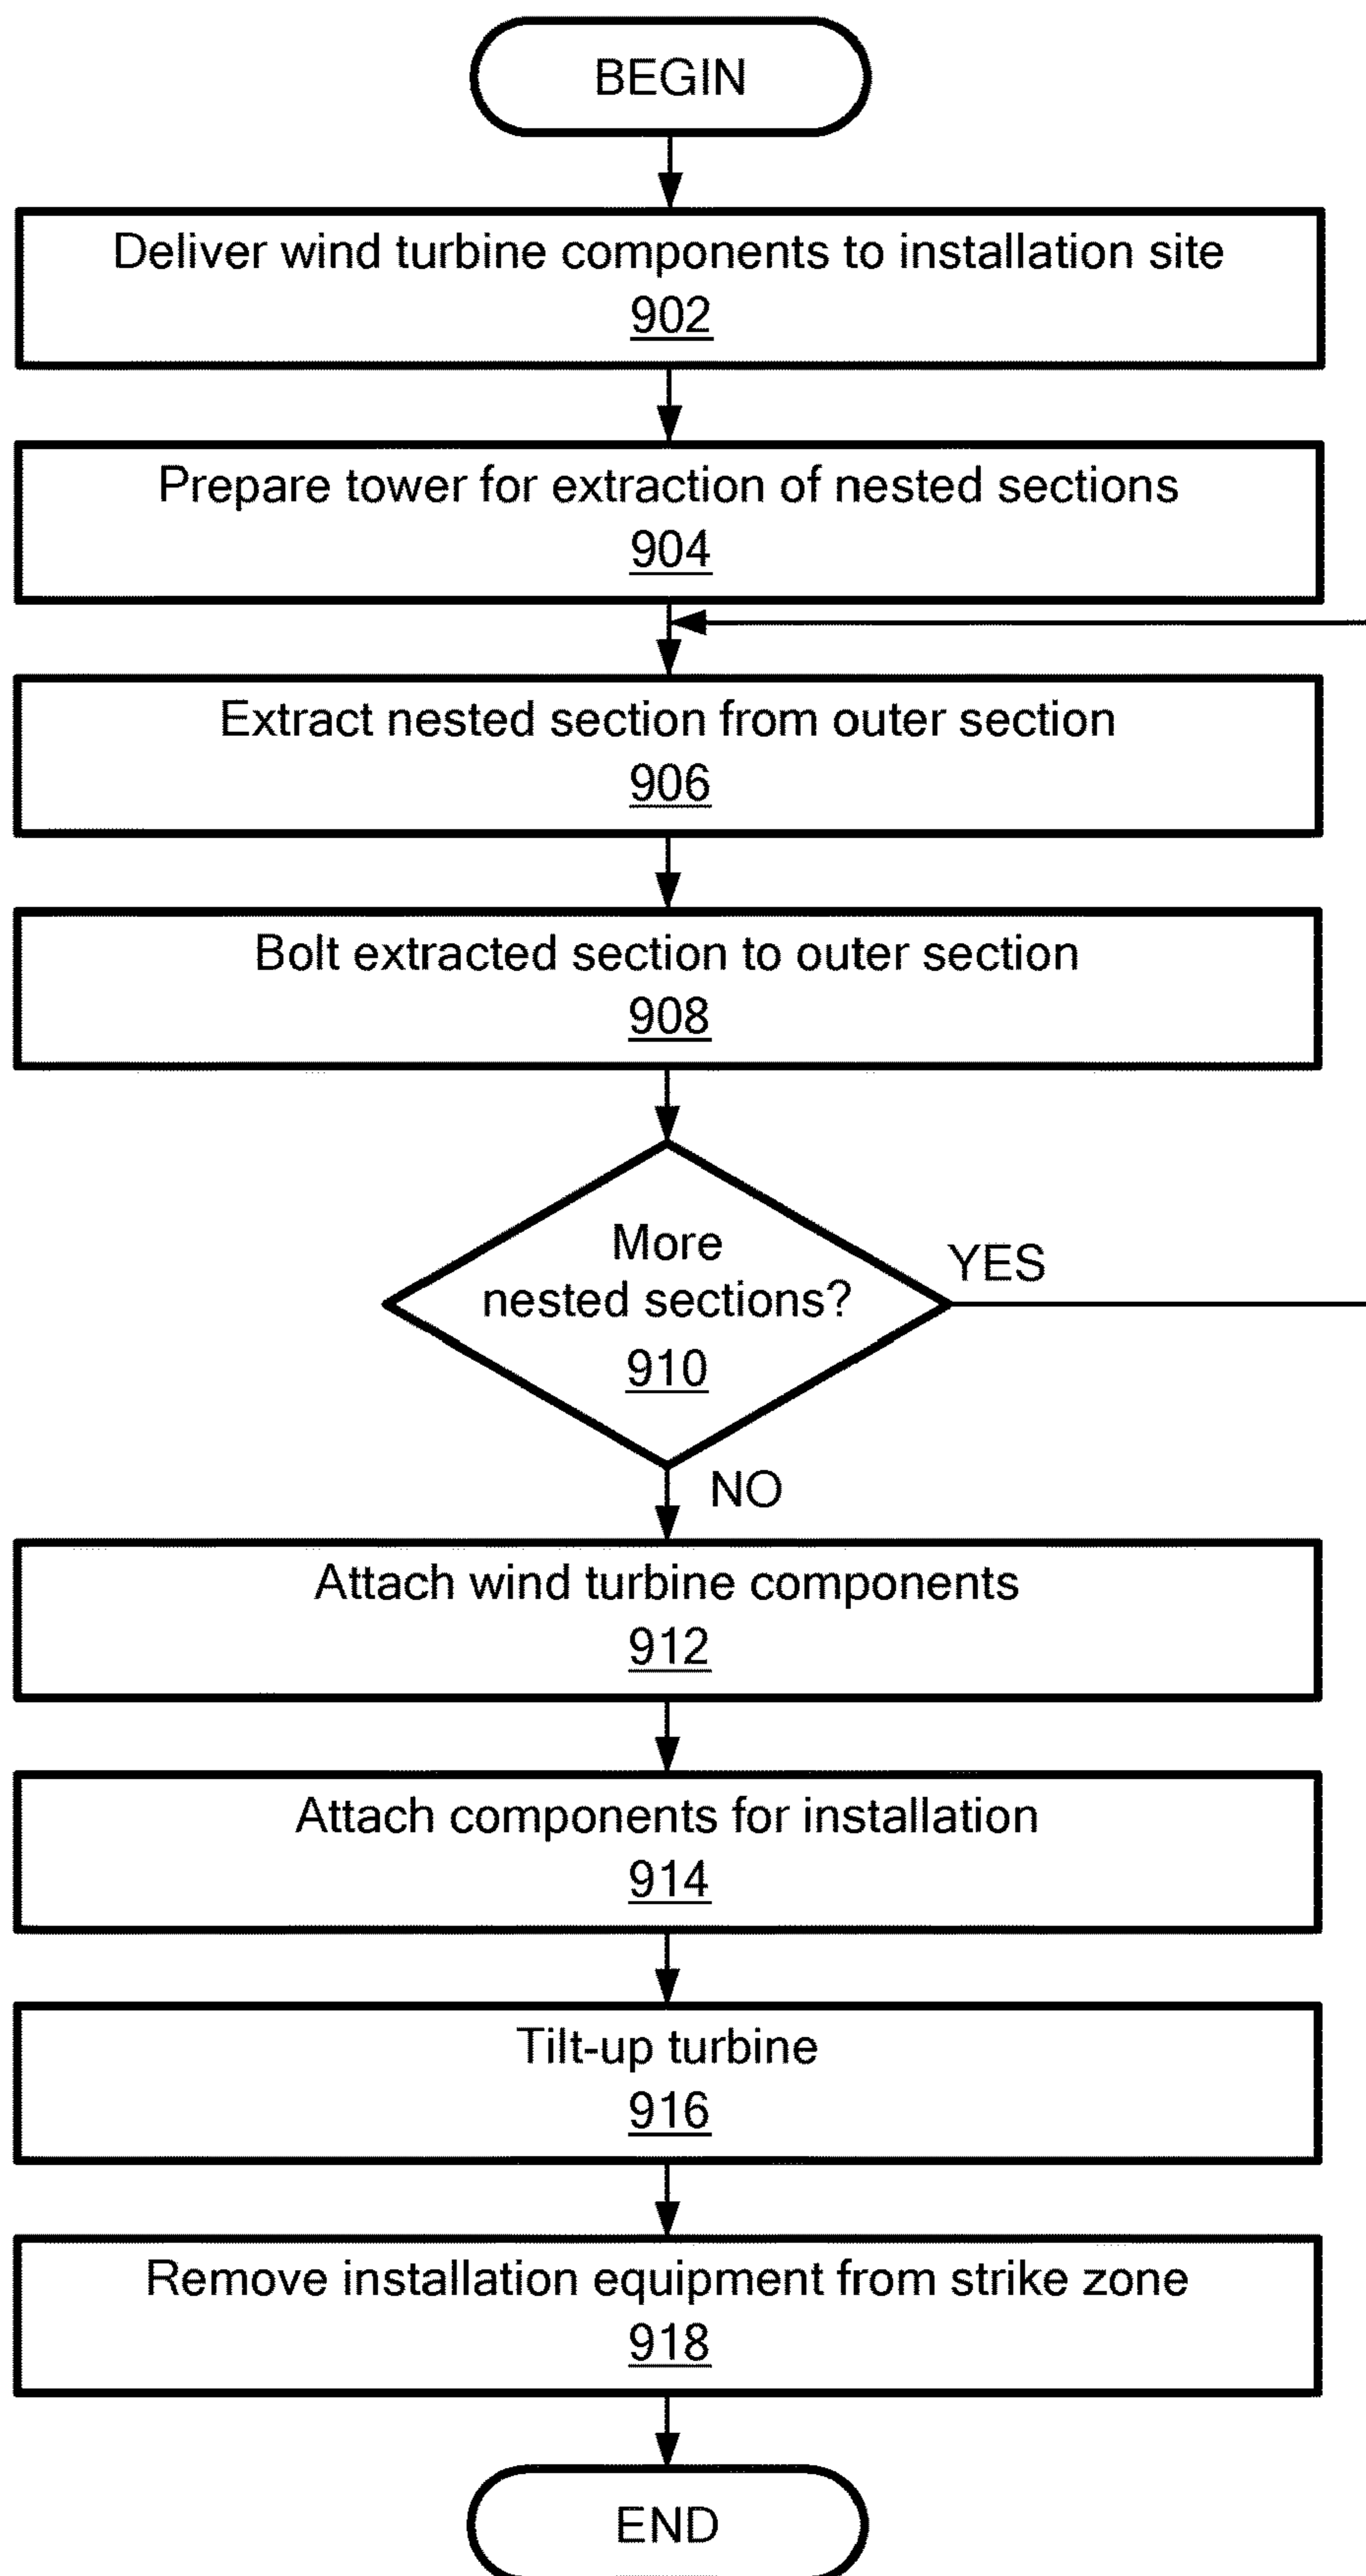 BEGIN
Deliver wind turbine components to installation site
902
Prepare tower for extraction of nested sections
904
Extract nested section from outer section
906
Bolt extracted section to outer section
908
More
nested sections?
910
YES
NO
Attach wind turbine components
912
Attach components for installation
914
Tilt-up turbine
916
Remove installation equipment from strike zone
918
END